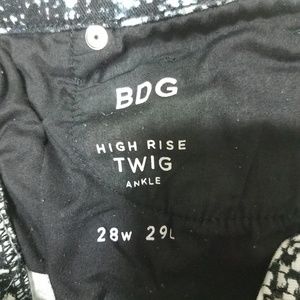 BDG
HIGH RISE
TWIG
ANKLE
28W 29L